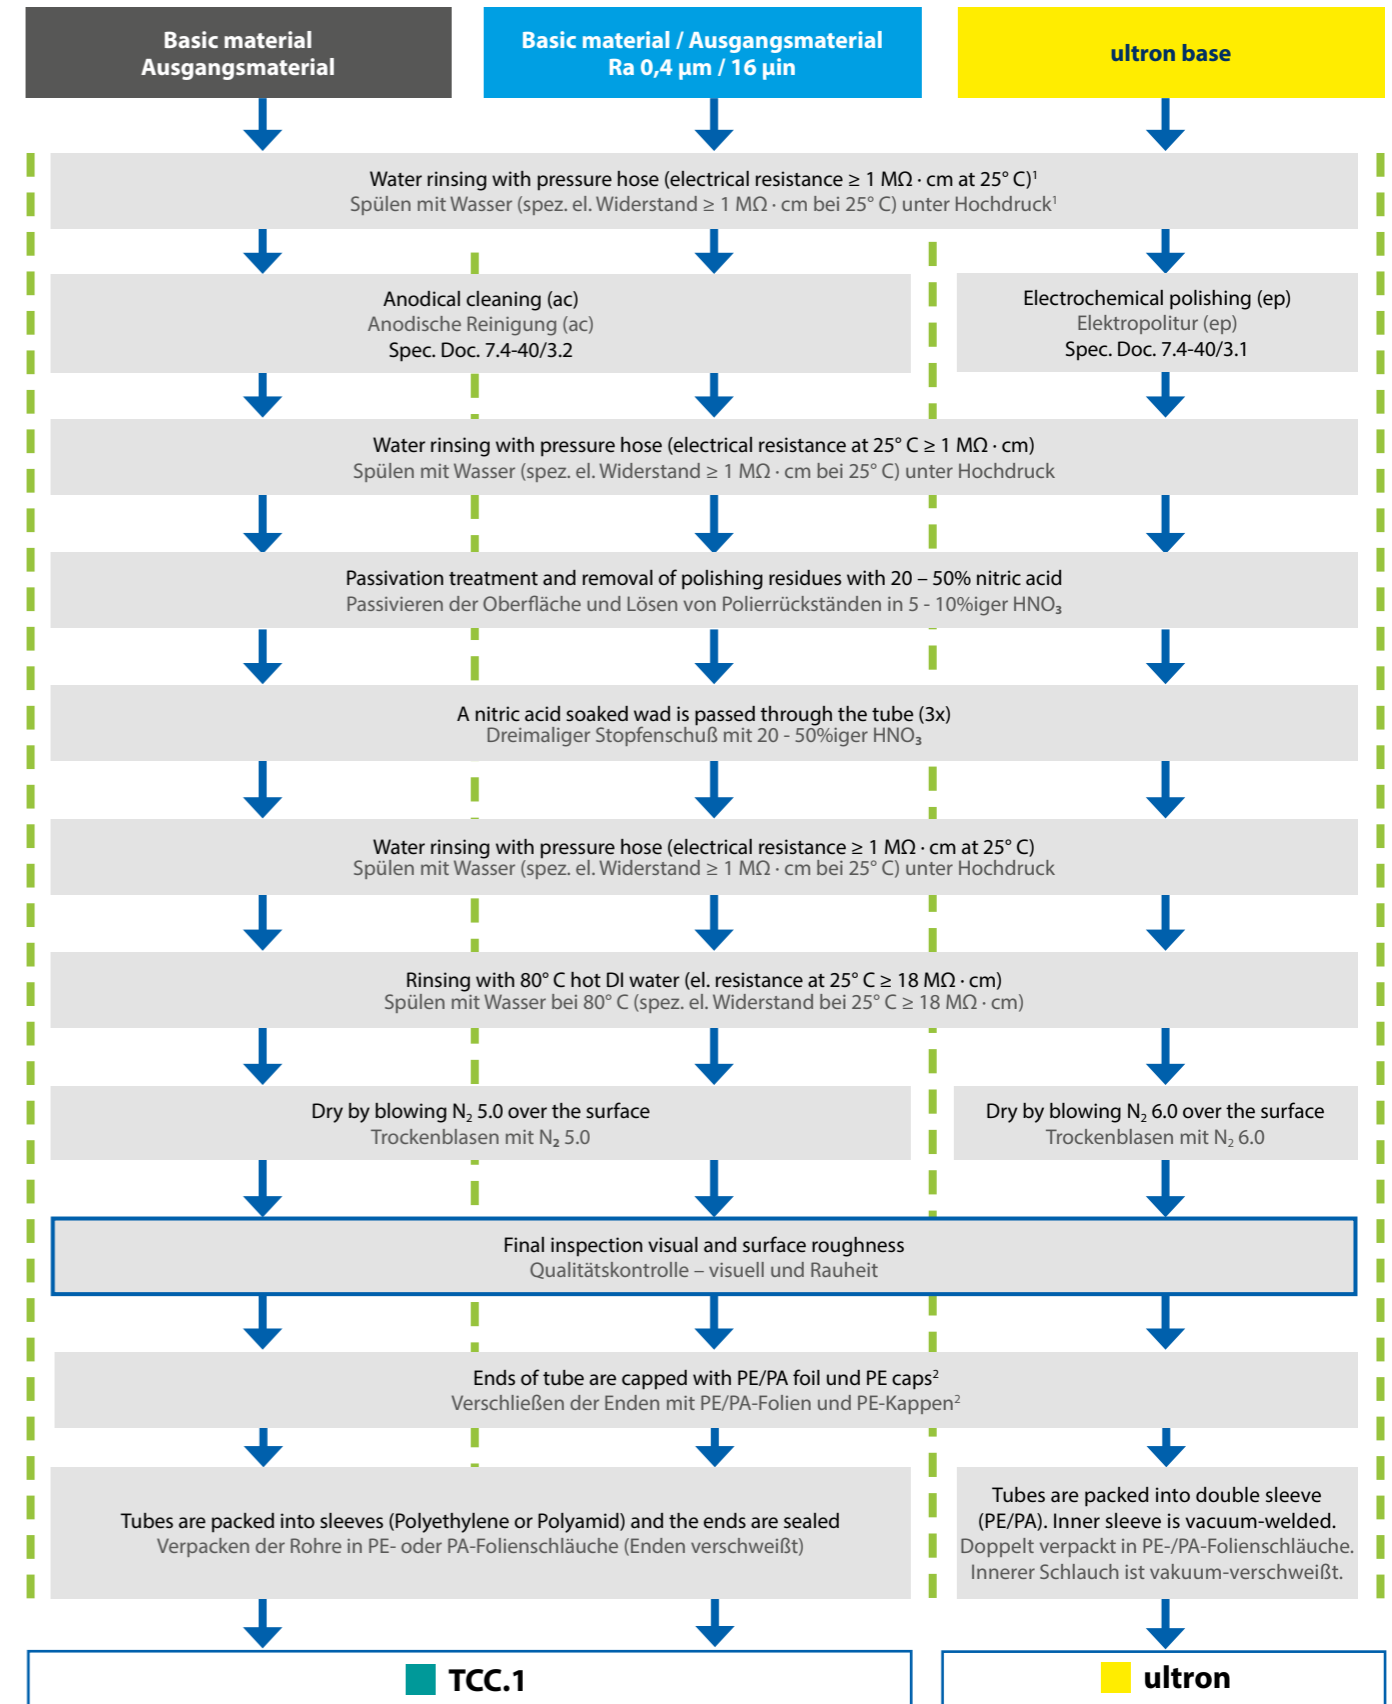 Basic material
Ausgangsmaterial
Basic material / Ausgangsmaterial
Ra 0,4 µm / 16 µin
ultron base
Water rinsing with pressure hose (electrical resistance ≥ 1 MΩ · cm at 25° C)¹
Spülen mit Wasser (spez. el. Widerstand ≥ 1 MΩ · cm bei 25° C) unter Hochdruck¹
Anodical cleaning (ac)
Anodische Reinigung (ac)
Spec. Doc. 7.4-40/3.2
Electrochemical polishing (ep)
Elektropolitur (ep)
Spec. Doc. 7.4-40/3.1
Water rinsing with pressure hose (electrical resistance at 25° C ≥ 1 MΩ · cm)
Spülen mit Wasser (spez. el. Widerstand ≥ 1 MΩ · cm bei 25° C) unter Hochdruck
Passivation treatment and removal of polishing residues with 20 – 50% nitric acid
Passivieren der Oberfläche und Lösen von Polierrückständen in 5 - 10%iger HNO₃
A nitric acid soaked wad is passed through the tube (3x)
Dreimaliger Stopfenschuß mit 20 - 50%iger HNO₃
Water rinsing with pressure hose (electrical resistance ≥ 1 MΩ · cm at 25° C)
Spülen mit Wasser (spez. el. Widerstand ≥ 1 MΩ · cm bei 25° C) unter Hochdruck
Rinsing with 80° C hot DI water (el. resistance at 25° C ≥ 18 MΩ · cm)
Spülen mit Wasser bei 80° C (spez. el. Widerstand bei 25° C ≥ 18 MΩ · cm)
Dry by blowing N₂ 5.0 over the surface
Trockenblasen mit N₂ 5.0
Dry by blowing N₂ 6.0 over the surface
Trockenblasen mit N₂ 6.0
Final inspection visual and surface roughness
Qualitätskontrolle – visuell und Rauheit
Ends of tube are capped with PE/PA foil und PE caps²
Verschließen der Enden mit PE/PA-Folien und PE-Kappen²
Tubes are packed into sleeves (Polyethylene or Polyamid) and the ends are sealed
Verpacken der Rohre in PE- oder PA-Folienschläuche (Enden verschweißt)
Tubes are packed into double sleeve
(PE/PA). Inner sleeve is vacuum-welded.
Doppelt verpackt in PE-/PA-Folienschläuche.
Innerer Schlauch ist vakuum-verschweißt.
TCC.1
ultron